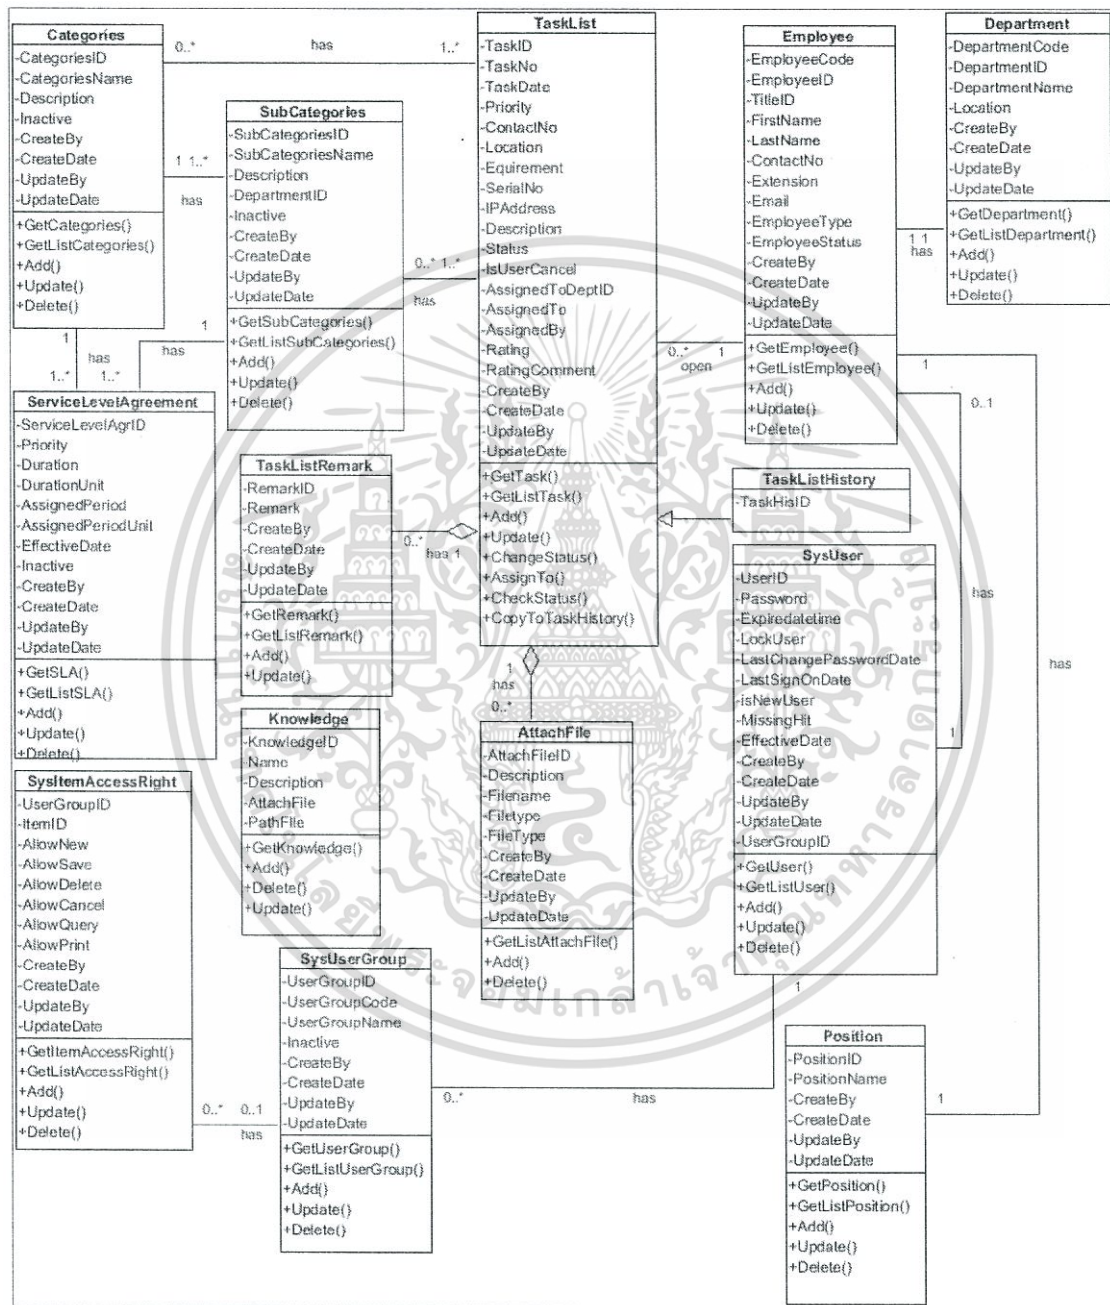 Categories
-CategoriesID
-CategoriesName
-Description
-Inactive
-CreateBy
-CreateDate
-UpdateBy
-UpdateDate
+GetCategories()
+GetListCategories()
+Add()
+Update()
+Delete()
0..* has 1..*
1 1..*
has
SubCategories
-SubCategoriesID
-SubCategoriesName
-Description
-DepartmentID
-Inactive
-CreateBy
-CreateDate
-UpdateBy
-UpdateDate
+GetSubCategories()
+GetListSubCategories()
+Add()
+Update()
+Delete()
0..* 1..*
has
TaskList
-TaskID
-TaskNo
-TaskDate
-Priority
-ContactNo
-Location
-Equirement
-SerialNo
-IPAddress
-Description
-Status
-IsUserCancel
-AssignedToDeptID
-AssignedTo
-AssignedBy
-Rating
-RatingComment
-CreateBy
-CreateDate
-UpdateBy
-UpdateDate
+GetTask()
+GetListTask()
+Add()
+Update()
+ChangeStatus()
+AssignTo()
+CheckStatus()
+CopyToTaskHistory()
0..* 1
open
Employee
-EmployeeCode
-EmployeeID
-TitleID
-FirstName
-LastName
-ContactNo
-Extension
-Email
-EmployeeType
-EmployeeStatus
-CreateBy
-CreateDate
-UpdateBy
-UpdateDate
+GetEmployee()
+GetListEmployee()
+Add()
+Update()
+Delete()
1 1
has
Department
-DepartmentCode
-DepartmentID
-DepartmentName
-Location
-CreateBy
-CreateDate
-UpdateBy
-UpdateDate
+GetDepartment()
+GetListDepartment()
+Add()
+Update()
+Delete()
1
has
1..*
1
has
1..*
ServiceLevelAgreement
-ServiceLevelAgrID
-Priority
-Duration
-DurationUnit
-AssignedPeriod
-AssignedPeriodUnit
-EffectiveDate
-Inactive
-CreateBy
-CreateDate
-UpdateBy
-UpdateDate
+GetSLA()
+GetListSLA()
+Add()
+Update()
+Delete()
TaskListRemark
-RemarkID
-Remark
-CreateBy
-CreateDate
-UpdateBy
-UpdateDate
+GetRemark()
+GetListRemark()
+Add()
+Update()
0..*
has 1
TaskListHistory
-TaskHisID
1
0..1
has
1
has
SysUser
-UserID
-Password
-Expiredatetime
-LockUser
-LastChangePasswordDate
-LastSignOnDate
-isNewUser
-MissingHit
-EffectiveDate
-CreateBy
-CreateDate
-UpdateBy
-UpdateDate
-UserGroupID
+GetUser()
+GetListUser()
+Add()
+Update()
+Delete()
1
1
has
0..*
Knowledge
-KnowledgeID
-Name
-Description
-AttachFile
-PathFile
+GetKnowledge()
+Add()
+Delete()
+Update()
AttachFile
-AttachFileID
-Description
-Filename
-Filetype
-FileType
-CreateBy
-CreateDate
-UpdateBy
-UpdateDate
+GetListAttachFile()
+Add()
+Delete()
SysItemAccessRight
-UserGroupID
-ItemID
-AllowNew
-AllowSave
-AllowDelete
-AllowCancel
-AllowQuery
-AllowPrint
-CreateBy
-CreateDate
-UpdateBy
-UpdateDate
+GetItemAccessRight()
+GetListAccessRight()
+Add()
+Update()
+Delete()
0..* 0..1
has
SysUserGroup
-UserGroupID
-UserGroupCode
-UserGroupName
-Inactive
-CreateBy
-CreateDate
-UpdateBy
-UpdateDate
+GetUserGroup()
+GetListUserGroup()
+Add()
+Update()
+Delete()
0..* has
Position
-PositionID
-PositionName
-CreateBy
-CreateDate
-UpdateBy
-UpdateDate
+GetPosition()
+GetListPosition()
+Add()
+Update()
+Delete()
1